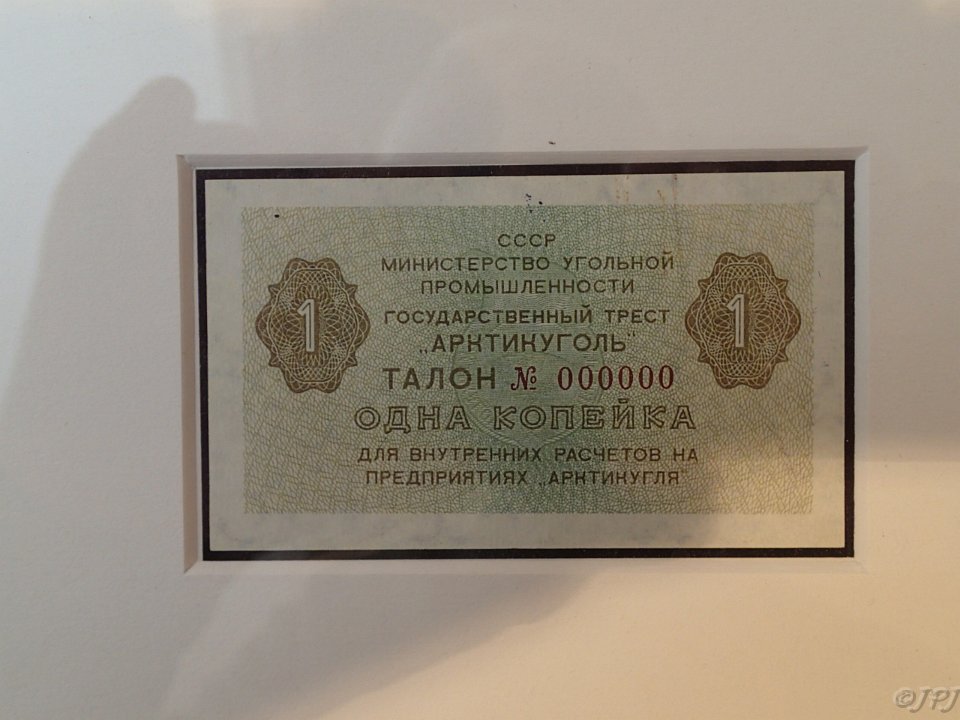 СССР
МИНИСТЕРСТВО УГОЛЬНОЙ
ПРОМЫШЛЕННОСТИ
ГОСУДАРСТВЕННЫЙ ТРЕСТ
„АРКТИКУГОЛЬ"
1 1
ТАЛОН № 000000
ОДНА КОПЕЙКА
ДЛЯ ВНУТРЕННИХ РАСЧЕТОВ НА
ПРЕДПРИЯТИЯХ „АРКТИКУГЛЯ"
©JPJ